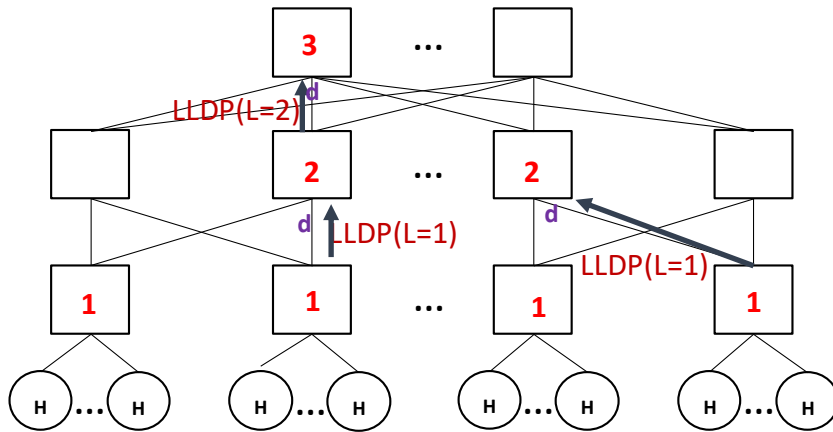 3 ...
d
LLDP(L=2)
2 ... 2
d d
LLDP(L=1)
LLDP(L=1)
1 1 ... 1 1
H ... H H ... H H ... H H ... H